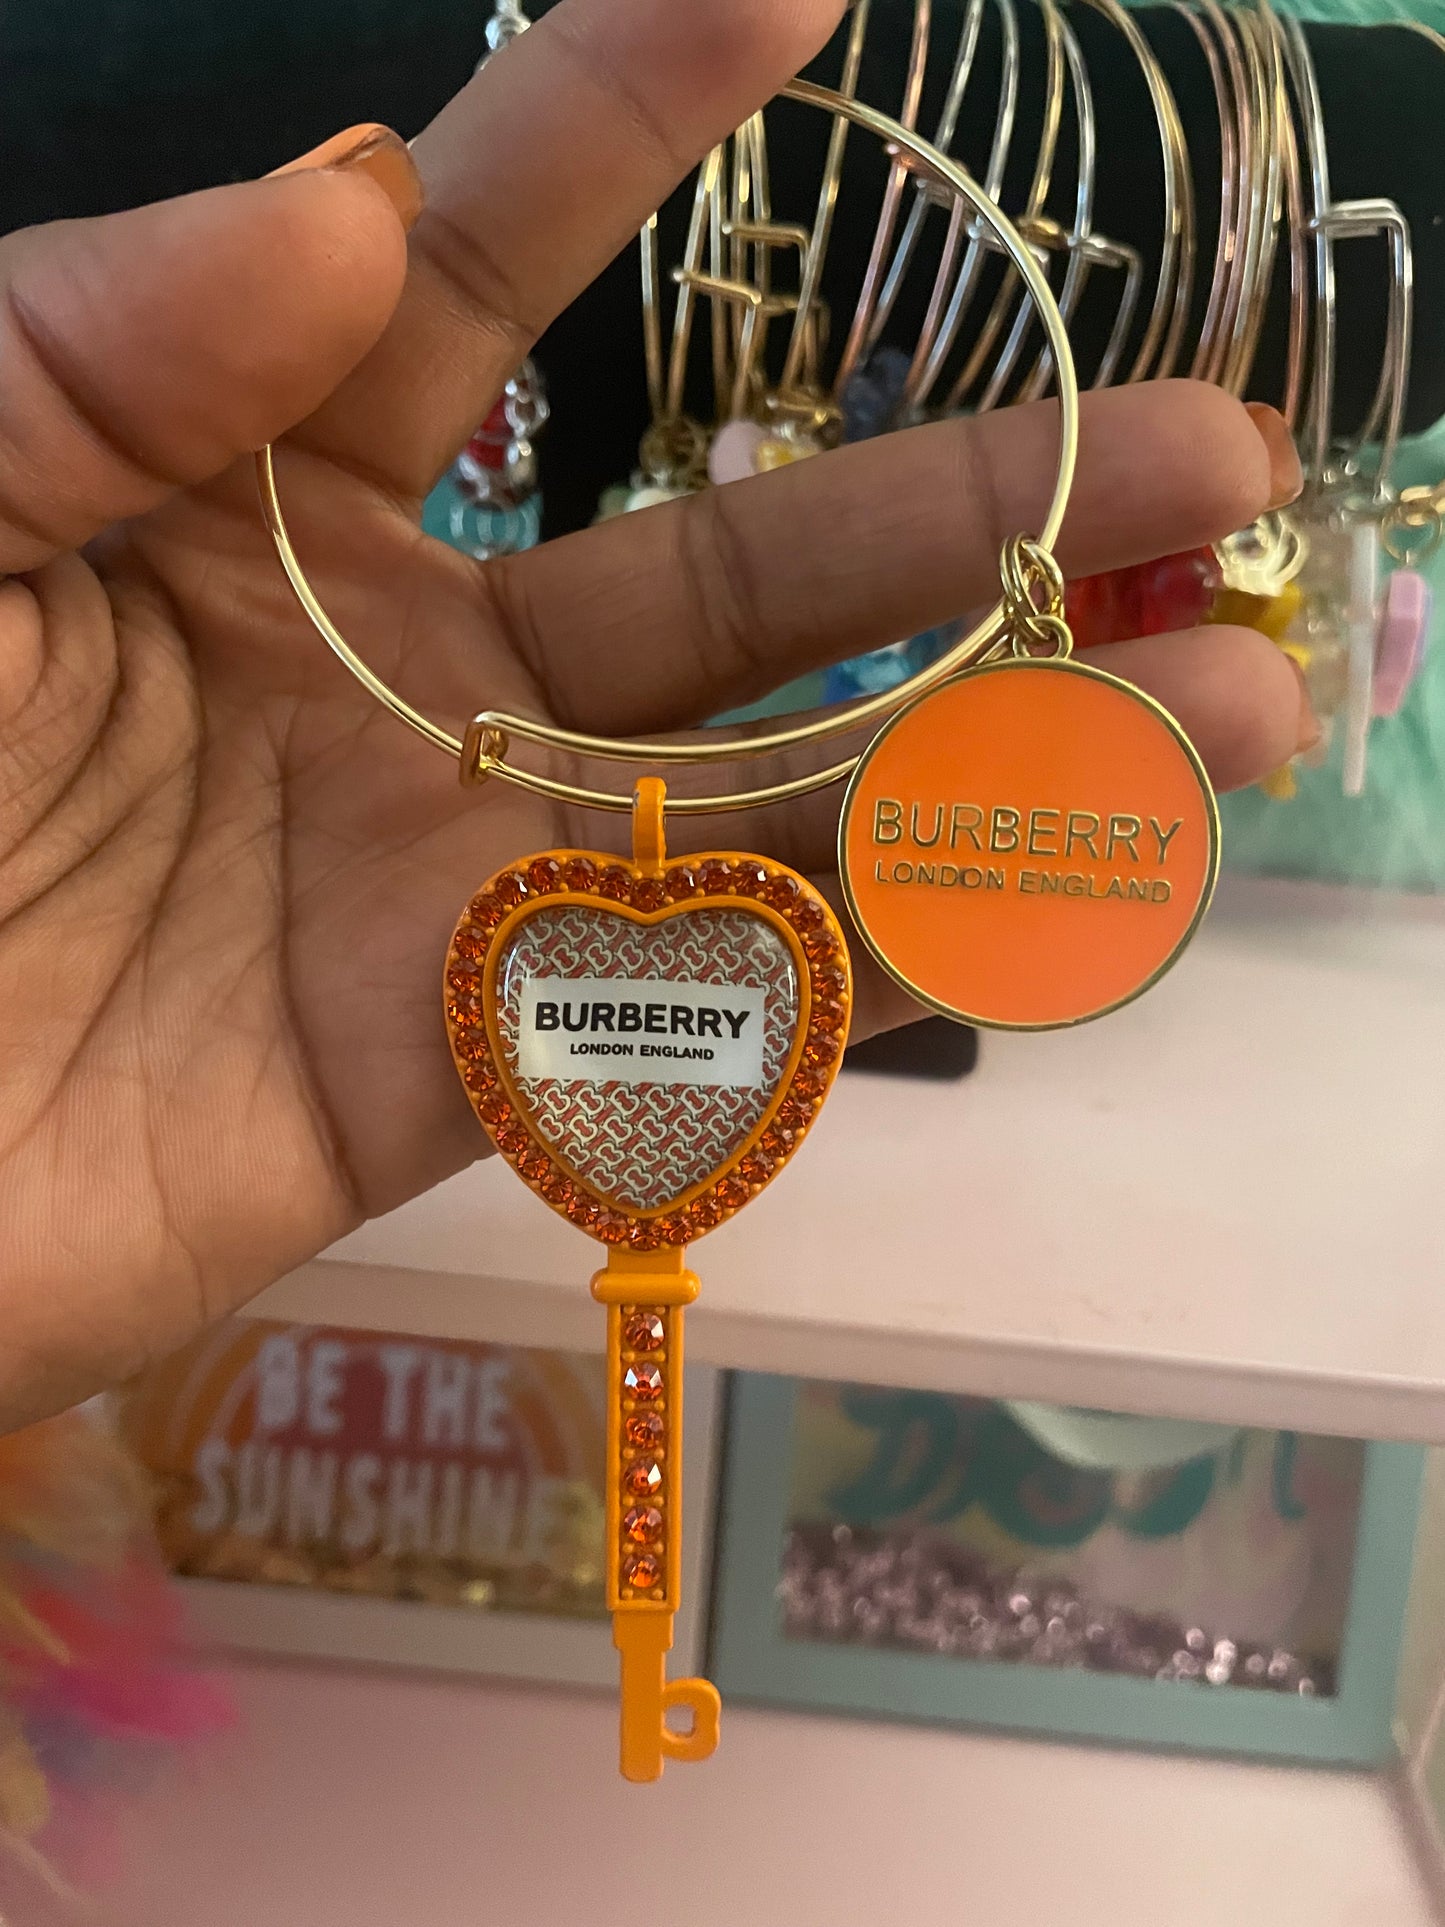 BURBERRY
LONDON ENGLAND
BURBERRY
LONDON ENGLAND
BE THE
SUNSHINE